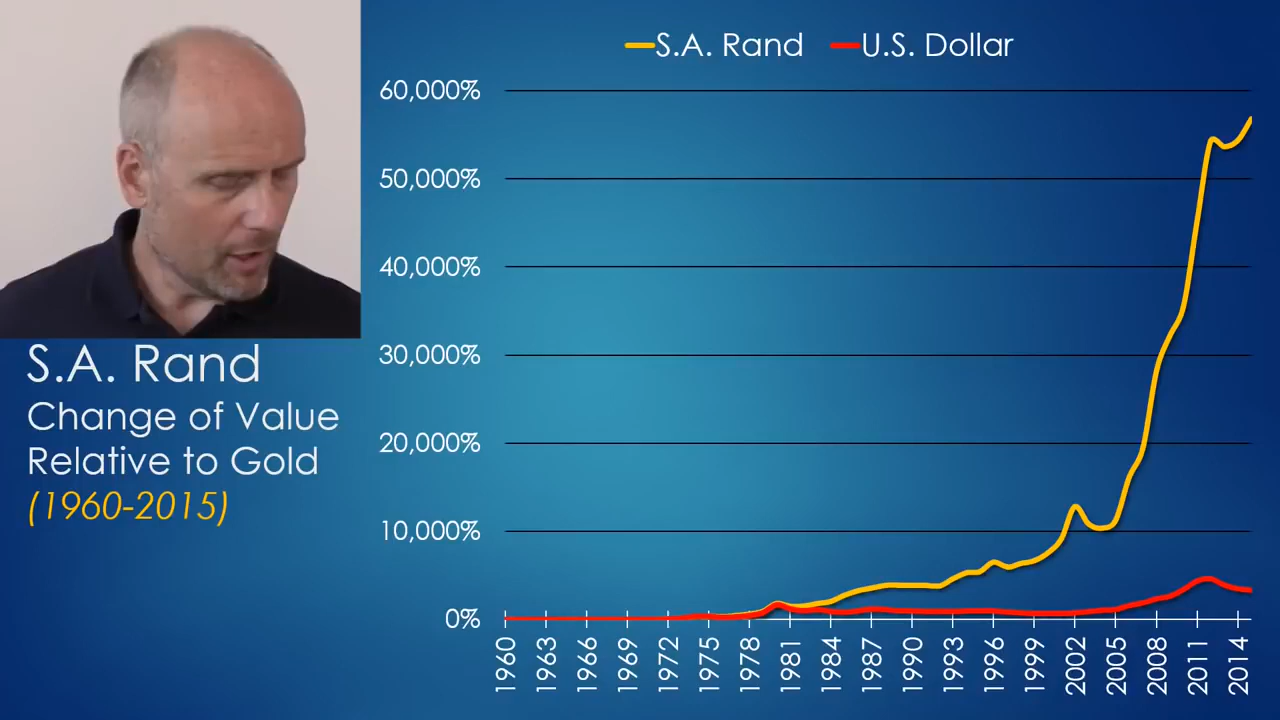 S.A. Rand
Change of Value
Relative to Gold
(1960-2015)
S.A. Rand U.S. Dollar
60,000%
50,000%
40,000%
30,000%
20,000%
10,000%
0%
1960 1963 1966 1969 1972 1975 1978 1981 1984 1987 1990 1993 1996 1999 2002 2005 2008 2011 2014